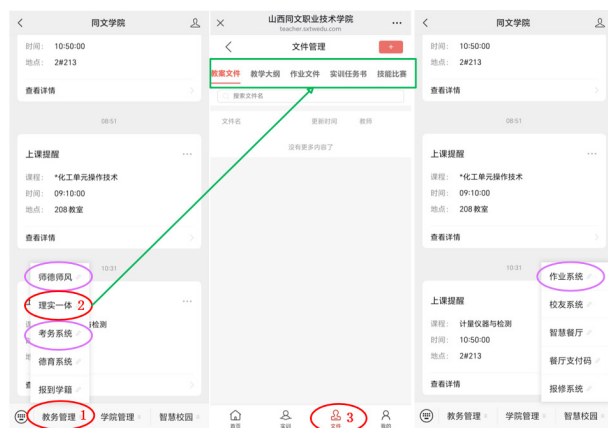 同文学院
时间： 10:50:00
地点： 2#213
查看详情
08:51
上课提醒
课程： *化工单元操作技术
时间： 09:10:00
地点： 208教室
查看详情
10:31
师德师风
理实一体 2
考务系统
德育系统
报到学籍
检测
教务管理 1
学院管理
智慧校园
山西同文职业技术学院
teacher.sxtwedu.com
文件管理
+
教案文件 教学大纲 作业文件 实训任务书 技能比赛
搜索文件名
文件名 更新时间 教师
没有更多内容了
首页 实训 文件 3 我的
同文学院
时间： 10:50:00
地点： 2#213
查看详情
08:51
上课提醒
课程： *化工单元操作技术
时间： 09:10:00
地点： 208教室
查看详情
10:31
上课提醒
课程： 计量仪器与检测
时间： 10:50:00
地点： 2#213
查看详情
作业系统
校友系统
智慧餐厅
餐厅支付码
报修系统
教务管理 学院管理 智慧校园